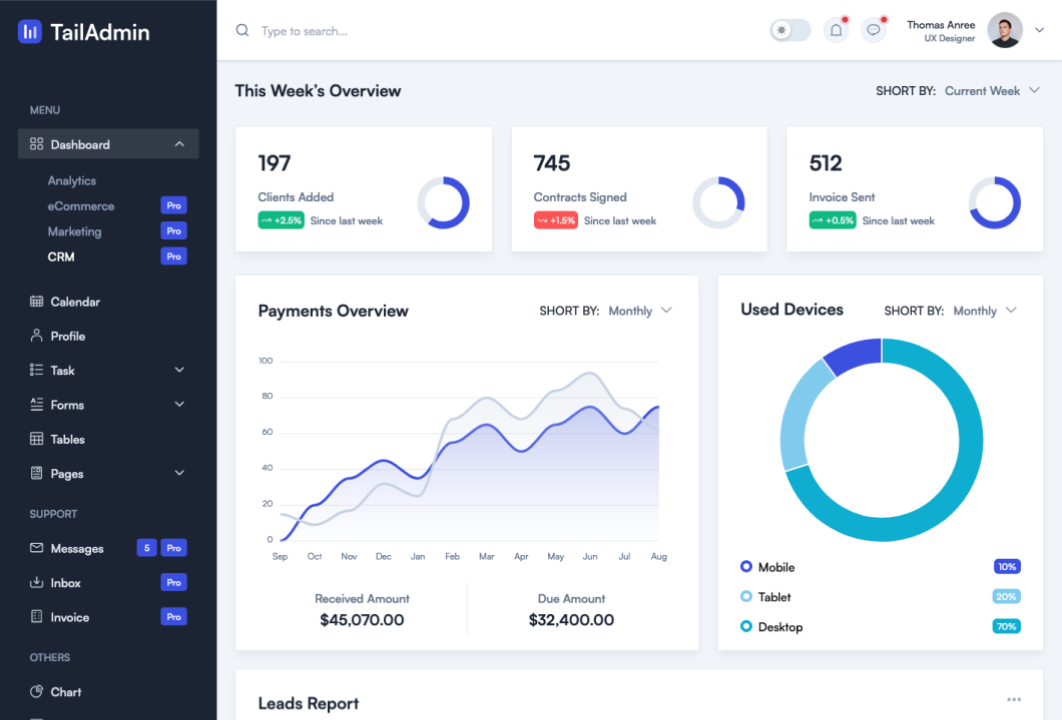 TailAdmin
Type to search...
Thomas Anree
UX Designer
MENU
Dashboard
Analytics
eCommerce Pro
Marketing Pro
CRM Pro
Calendar
Profile
Task
Forms
Tables
Pages
SUPPORT
Messages 5 Pro
Inbox Pro
Invoice Pro
OTHERS
Chart
This Week's Overview
SHORT BY: Current Week
197
Clients Added
+2.5% Since last week
745
Contracts Signed
+1.5% Since last week
512
Invoice Sent
+0.5% Since last week
Payments Overview
SHORT BY: Monthly
100
80
60
40
20
0
Sep Oct Nov Dec Jan Feb Mar Apr May Jun Jul Aug
Received Amount
$45,070.00
Due Amount
$32,400.00
Used Devices
SHORT BY: Monthly
Mobile 10%
Tablet 20%
Desktop 70%
Leads Report